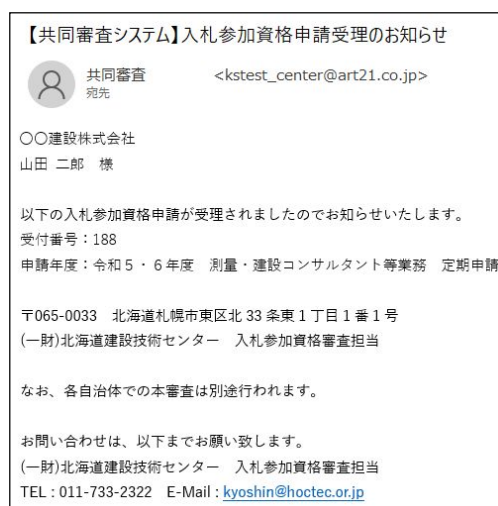 【共同審査システム】入札参加資格申請受理のお知らせ
共同審査 <kstest_center@art21.co.jp>
宛先
〇〇建設株式会社
山田 二郎 様
以下の入札参加資格申請が受理されましたのでお知らせいたします。
受付番号：188
申請年度：令和５・６年度 測量・建設コンサルタント等業務 定期申請
〒065-0033 北海道札幌市東区北 33 条東１丁目１番１号
(一財)北海道建設技術センター 入札参加資格審査担当
なお、各自治体での本審査は別途行われます。
お問い合わせは、以下までお願い致します。
(一財)北海道建設技術センター 入札参加資格審査担当
TEL : 011-733-2322 E-Mail : kyoshin@hoctec.or.jp